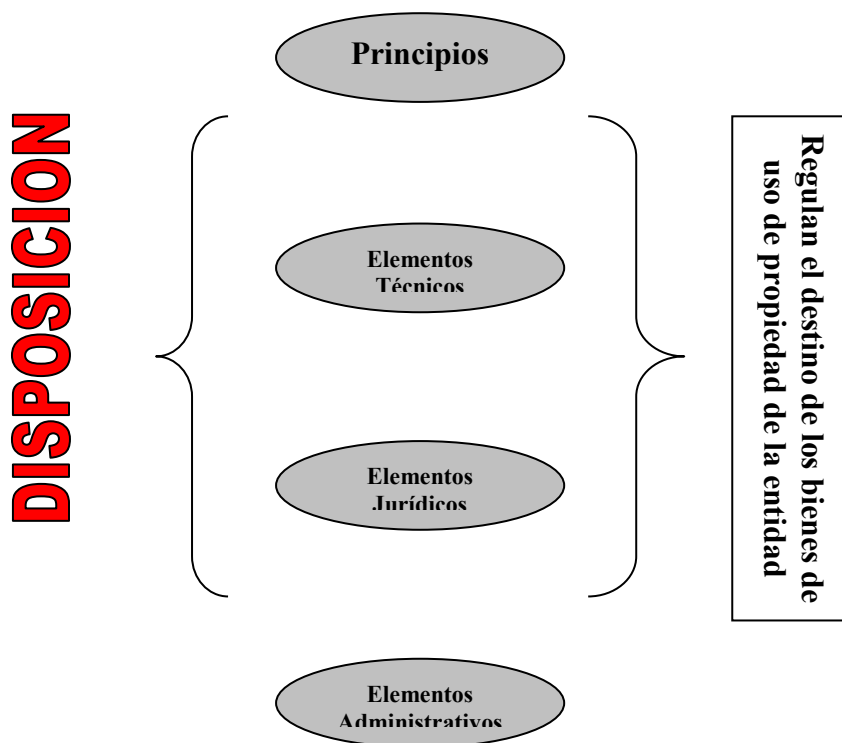 DISPOSICION
Principios
Elementos
Técnicos
Elementos
Jurídicos
Elementos
Administrativos
Regulan el destino de los bienes de
uso de propiedad de la entidad